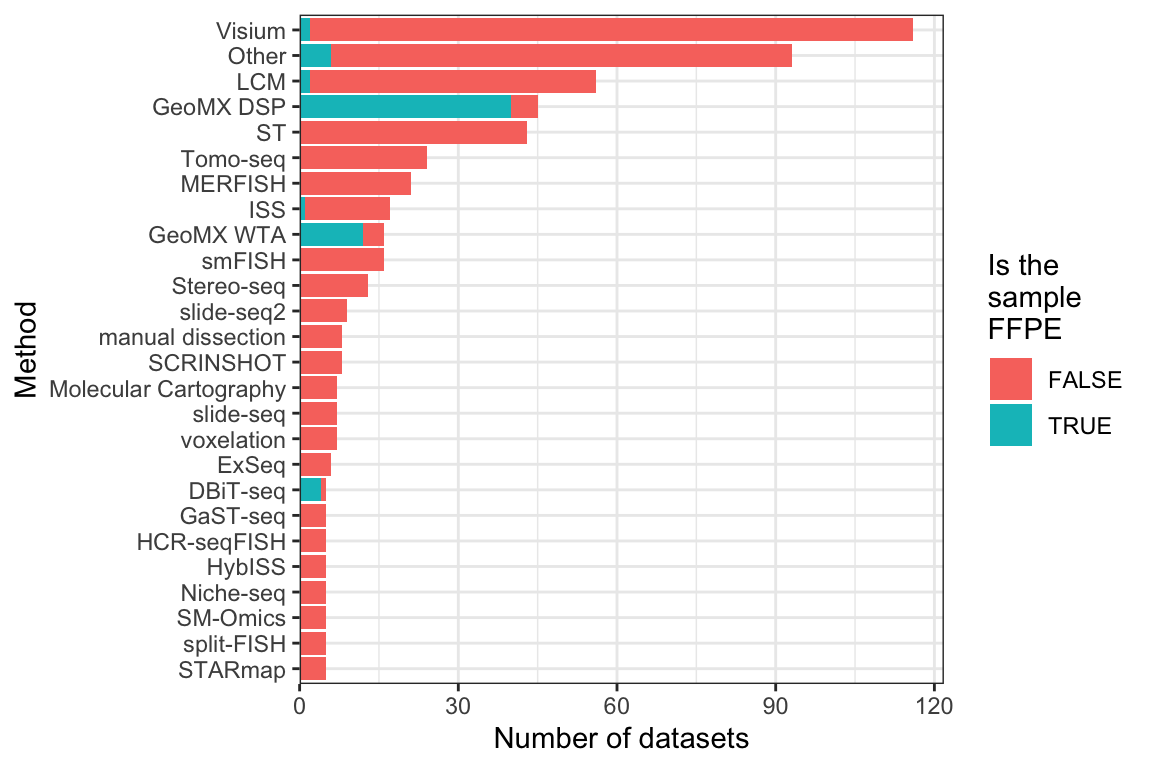 Visium
Other
LCM
GeoMX DSP
ST
Tomo-seq
MERFISH
ISS
GeoMX WTA
smFISH
Stereo-seq
slide-seq2
manual dissection
SCRINSHOT
Molecular Cartography
slide-seq
voxelation
ExSeq
DBiT-seq
GaST-seq
HCR-seqFISH
HybISS
Niche-seq
SM-Omics
split-FISH
STARmap
Method
0 30 60 90 120
Number of datasets
Is the
sample
FFPE
FALSE
TRUE